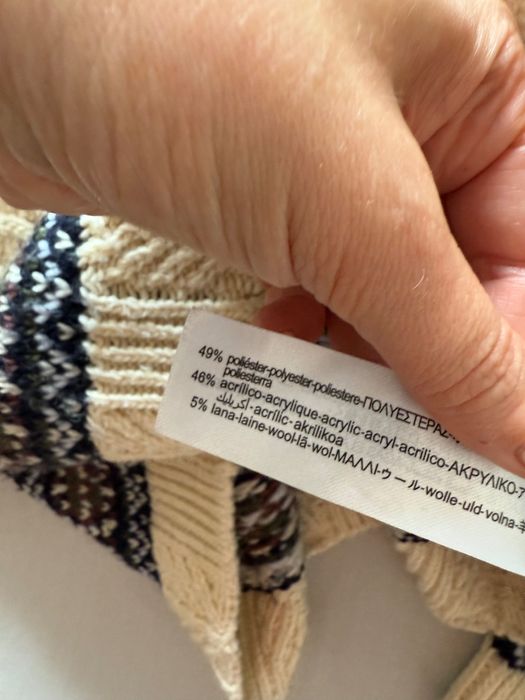 49% poliéster-polyester-poliestere-ΠΟΛΥΕΣΤΕΡΑΣ-
poliesterra
46% acrílico-acrylique-acrylic-acryl-acrilico-ΑΚΡΥΛΙΚΟ-
أكريليك-acrílic-akrilikoa
5% lana-laine-wool-lã-wol-ΜΑΛΛΙ-ウール-wolle-uld-volna-